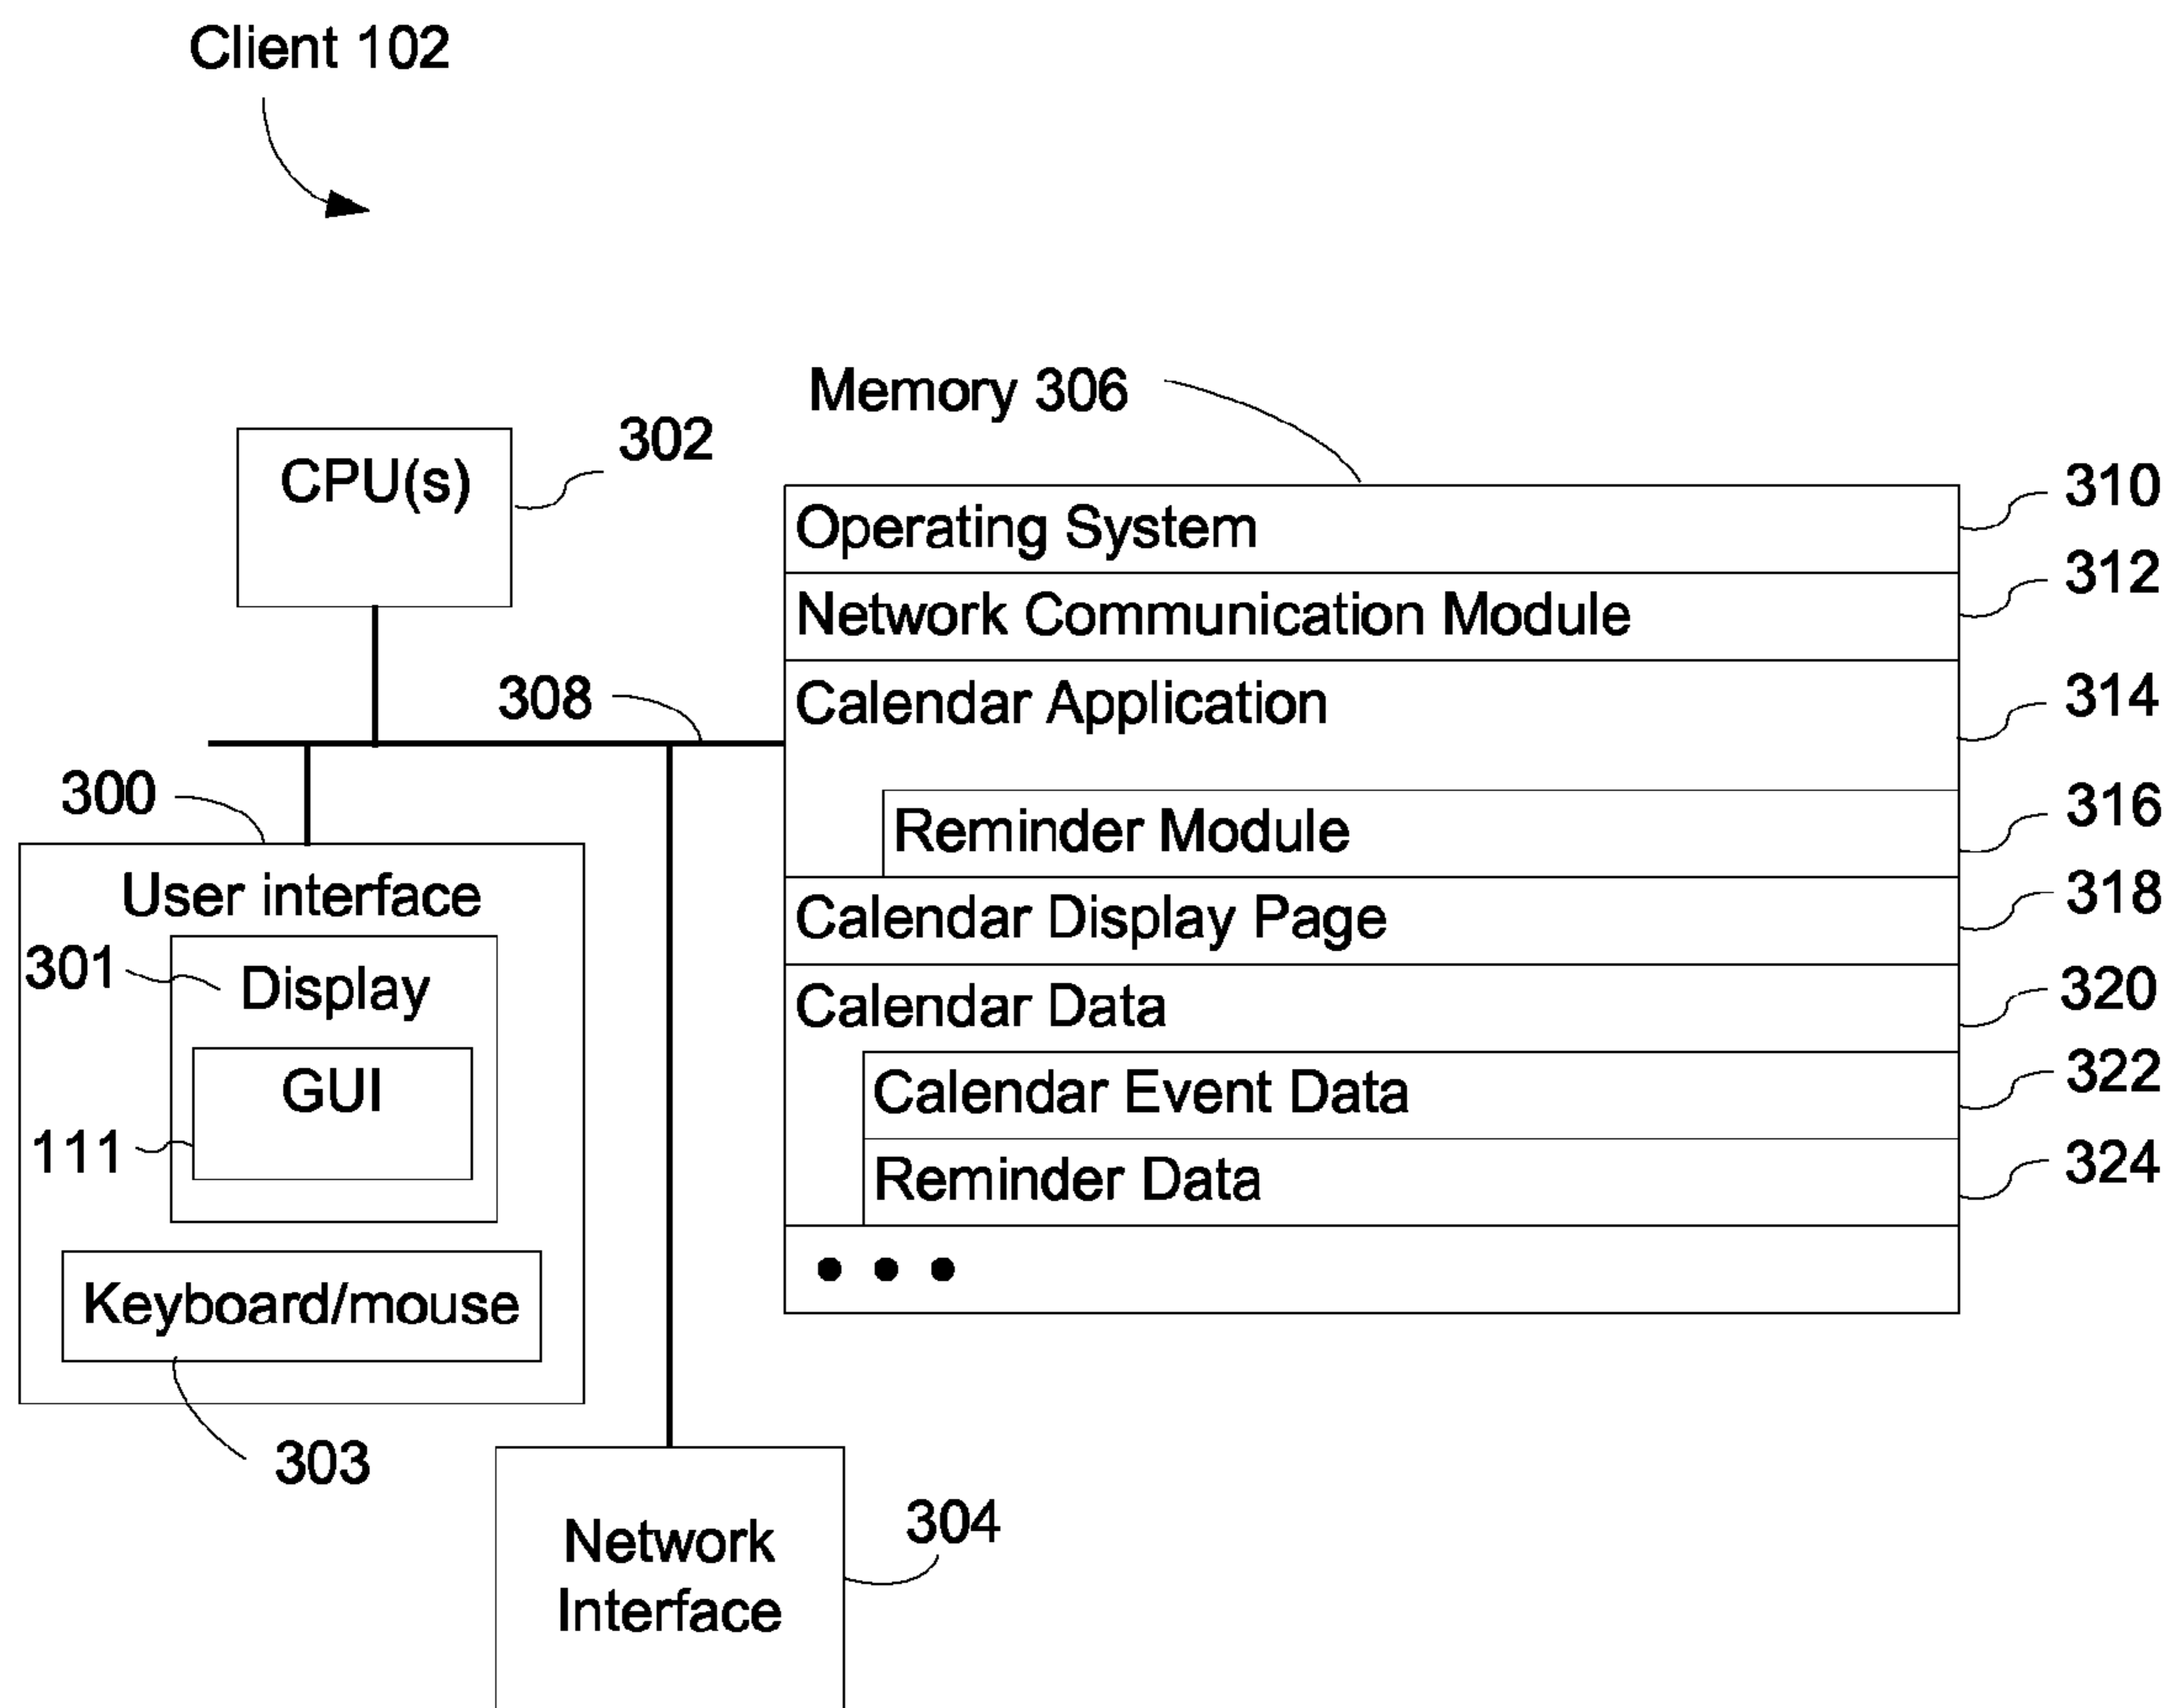 Client 102
Memory 306
302
CPU(s)
310
Operating System
312
Network Communication Module
308
314
Calendar Application
300
316
Reminder Module
User interface
318
Calendar Display Page
301
Display
320
Calendar Data
GUI
322
Calendar Event Data
111
324
Reminder Data
Keyboard/mouse
303
304
Network
Interface